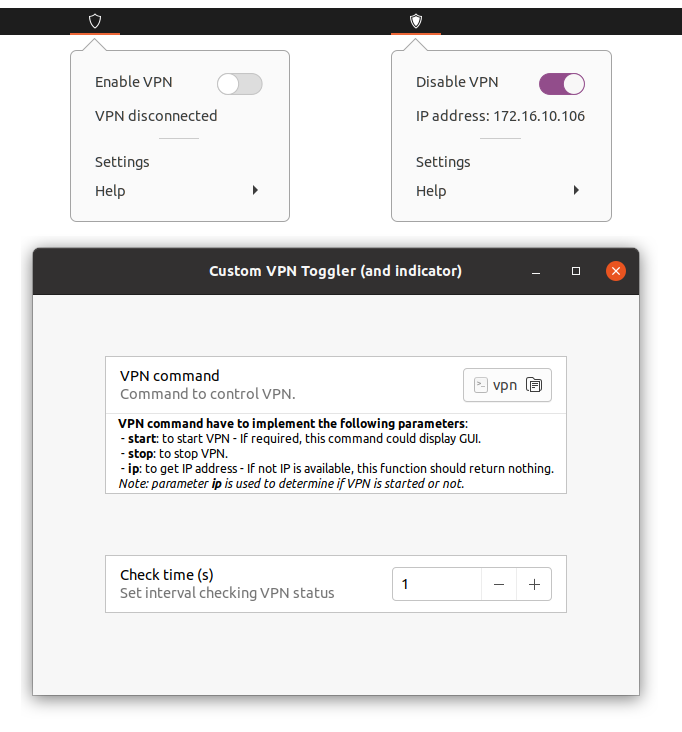 Enable VPN
VPN disconnected
Settings
Help
Disable VPN
IP address: 172.16.10.106
Settings
Help
Custom VPN Toggler (and indicator)
VPN command
Command to control VPN.
vpn
VPN command have to implement the following parameters:
- start: to start VPN - If required, this command could display GUI.
- stop: to stop VPN.
- ip: to get IP address - If not IP is available, this function should return nothing.
Note: parameter ip is used to determine if VPN is started or not.
Check time (s)
Set interval checking VPN status
1